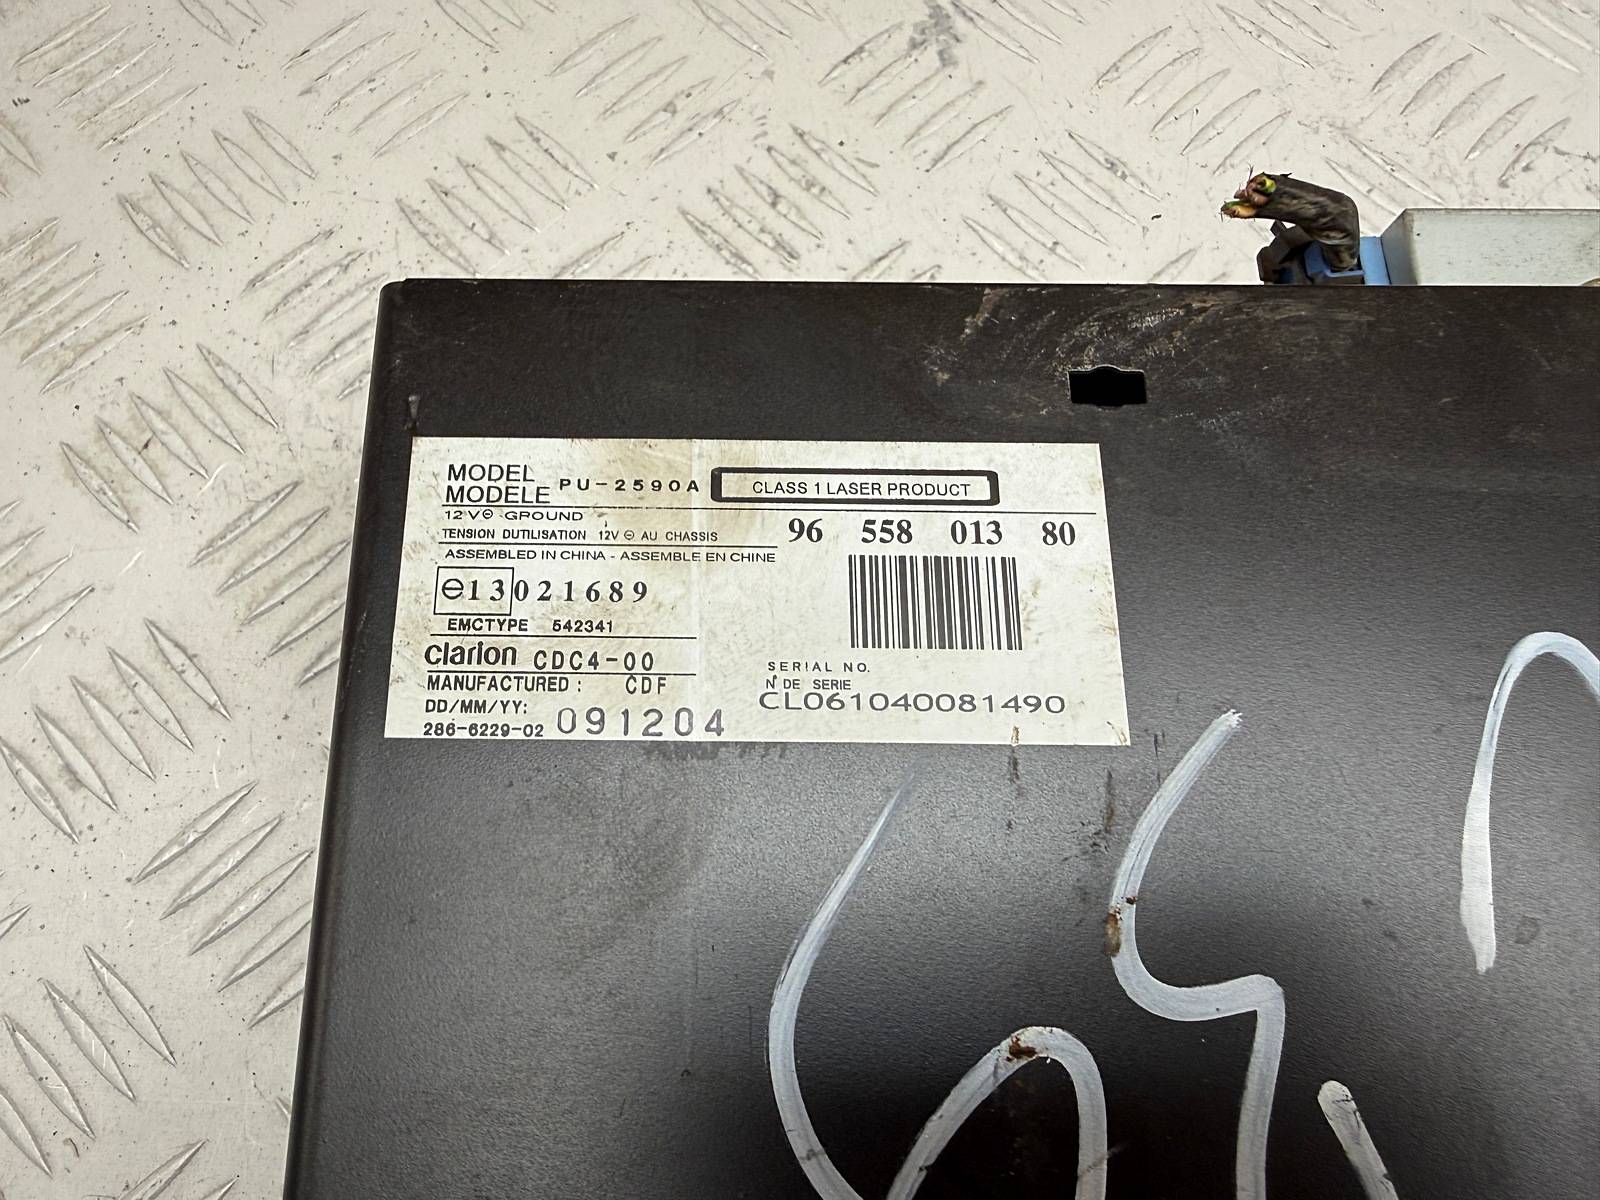 MODEL
MODÈLE PU-2590A
CLASS 1 LASER PRODUCT
12V⊖ GROUND
TENSION DUTILISATION 12V ⊖ AU CHASSIS
96 558 013 80
ASSEMBLED IN CHINA - ASSEMBLE EN CHINE
e13 021689
EMCTYPE 542341
clarion CDC4-00
MANUFACTURED: CDF
DD/MM/YY:
286-6229-02 091204
SERIAL NO.
N° DE SERIE
CL061040081490